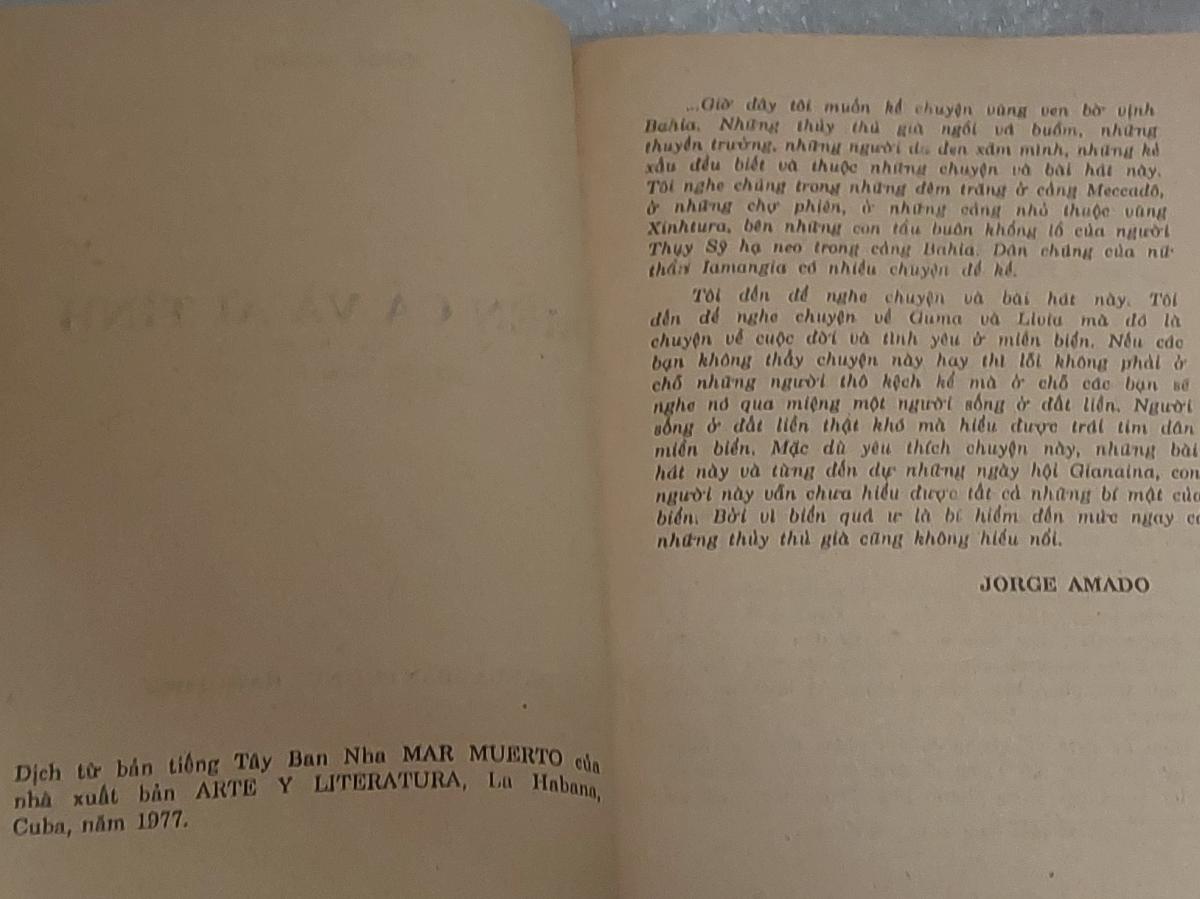 Dịch từ bản tiếng Tây Ban Nha MAR MUERTO của
nhà xuất bản ARTE Y LITERATURA, La Habana,
Cuba, năm 1977.
...Giờ đây tôi muốn kể chuyện vùng ven bờ vịnh
Bahia. Những thủy thủ già ngồi vá buồm, những
thuyền trưởng, những người da đen xăm mình, những kẻ
xấu đều biết và thuộc những chuyện và bài hát này.
Tôi nghe chúng trong những đêm trăng ở cảng Meccadô,
ở những chợ phiên, ở những cảng nhỏ thuộc vùng
Xinhtura, bên những con tầu buôn khổng lồ của người
Thụy Sỹ hạ neo trong cảng Bahia. Dân chúng của nữ
thần Iamangia có nhiều chuyện để kể.
Tôi đến để nghe chuyện và bài hát này. Tôi
đến để nghe chuyện về Guma và Livia mà đó là
chuyện về cuộc đời và tình yêu ở miền biển. Nếu các
bạn không thấy chuyện này hay thì lỗi không phải ở
chỗ những người thô kệch kể mà ở chỗ các bạn sẽ
nghe nó qua miệng một người sống ở đất liền. Người
sống ở đất liền thật khó mà hiểu được trái tim dân
miền biển. Mặc dù yêu thích chuyện này, những bài
hát này và từng đến dự những ngày hội Gianaina, con
người này vẫn chưa hiểu được tất cả những bí mật của
biển. Bởi vì biển quả ư là bí hiểm đến mức ngay cả
những thủy thủ già cũng không hiểu nổi.
JORGE AMADO